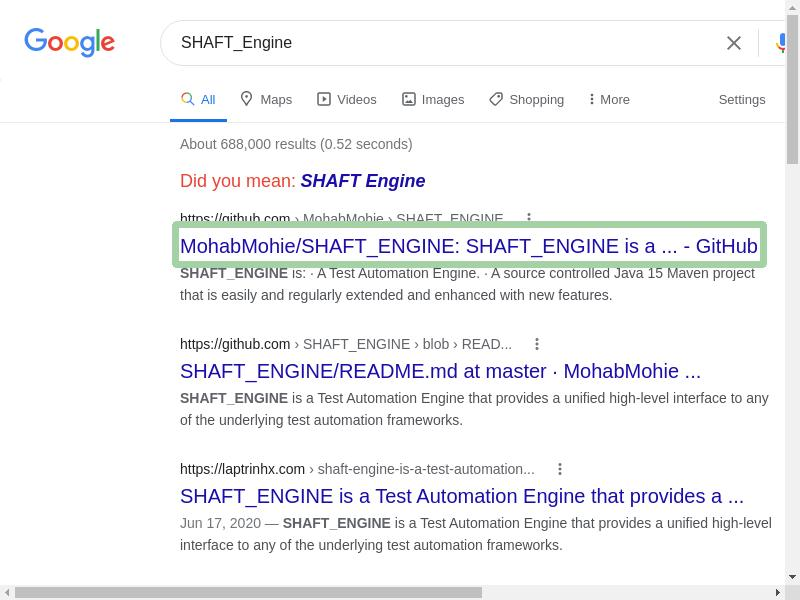 Google
SHAFT_Engine
All Maps Videos Images Shopping More Settings
About 688,000 results (0.52 seconds)
Did you mean: SHAFT Engine
https://github.com › MohabMohie › SHAFT_ENGINE
MohabMohie/SHAFT_ENGINE: SHAFT_ENGINE is a ... - GitHub
SHAFT_ENGINE is: · A Test Automation Engine. · A source controlled Java 15 Maven project
that is easily and regularly extended and enhanced with new features.
https://github.com › SHAFT_ENGINE › blob › READ...
SHAFT_ENGINE/README.md at master · MohabMohie ...
SHAFT_ENGINE is a Test Automation Engine that provides a unified high-level interface to any
of the underlying test automation frameworks.
https://laptrinhx.com › shaft-engine-is-a-test-automation...
SHAFT_ENGINE is a Test Automation Engine that provides a ...
Jun 17, 2020 — SHAFT_ENGINE is a Test Automation Engine that provides a unified high-level
interface to any of the underlying test automation frameworks.